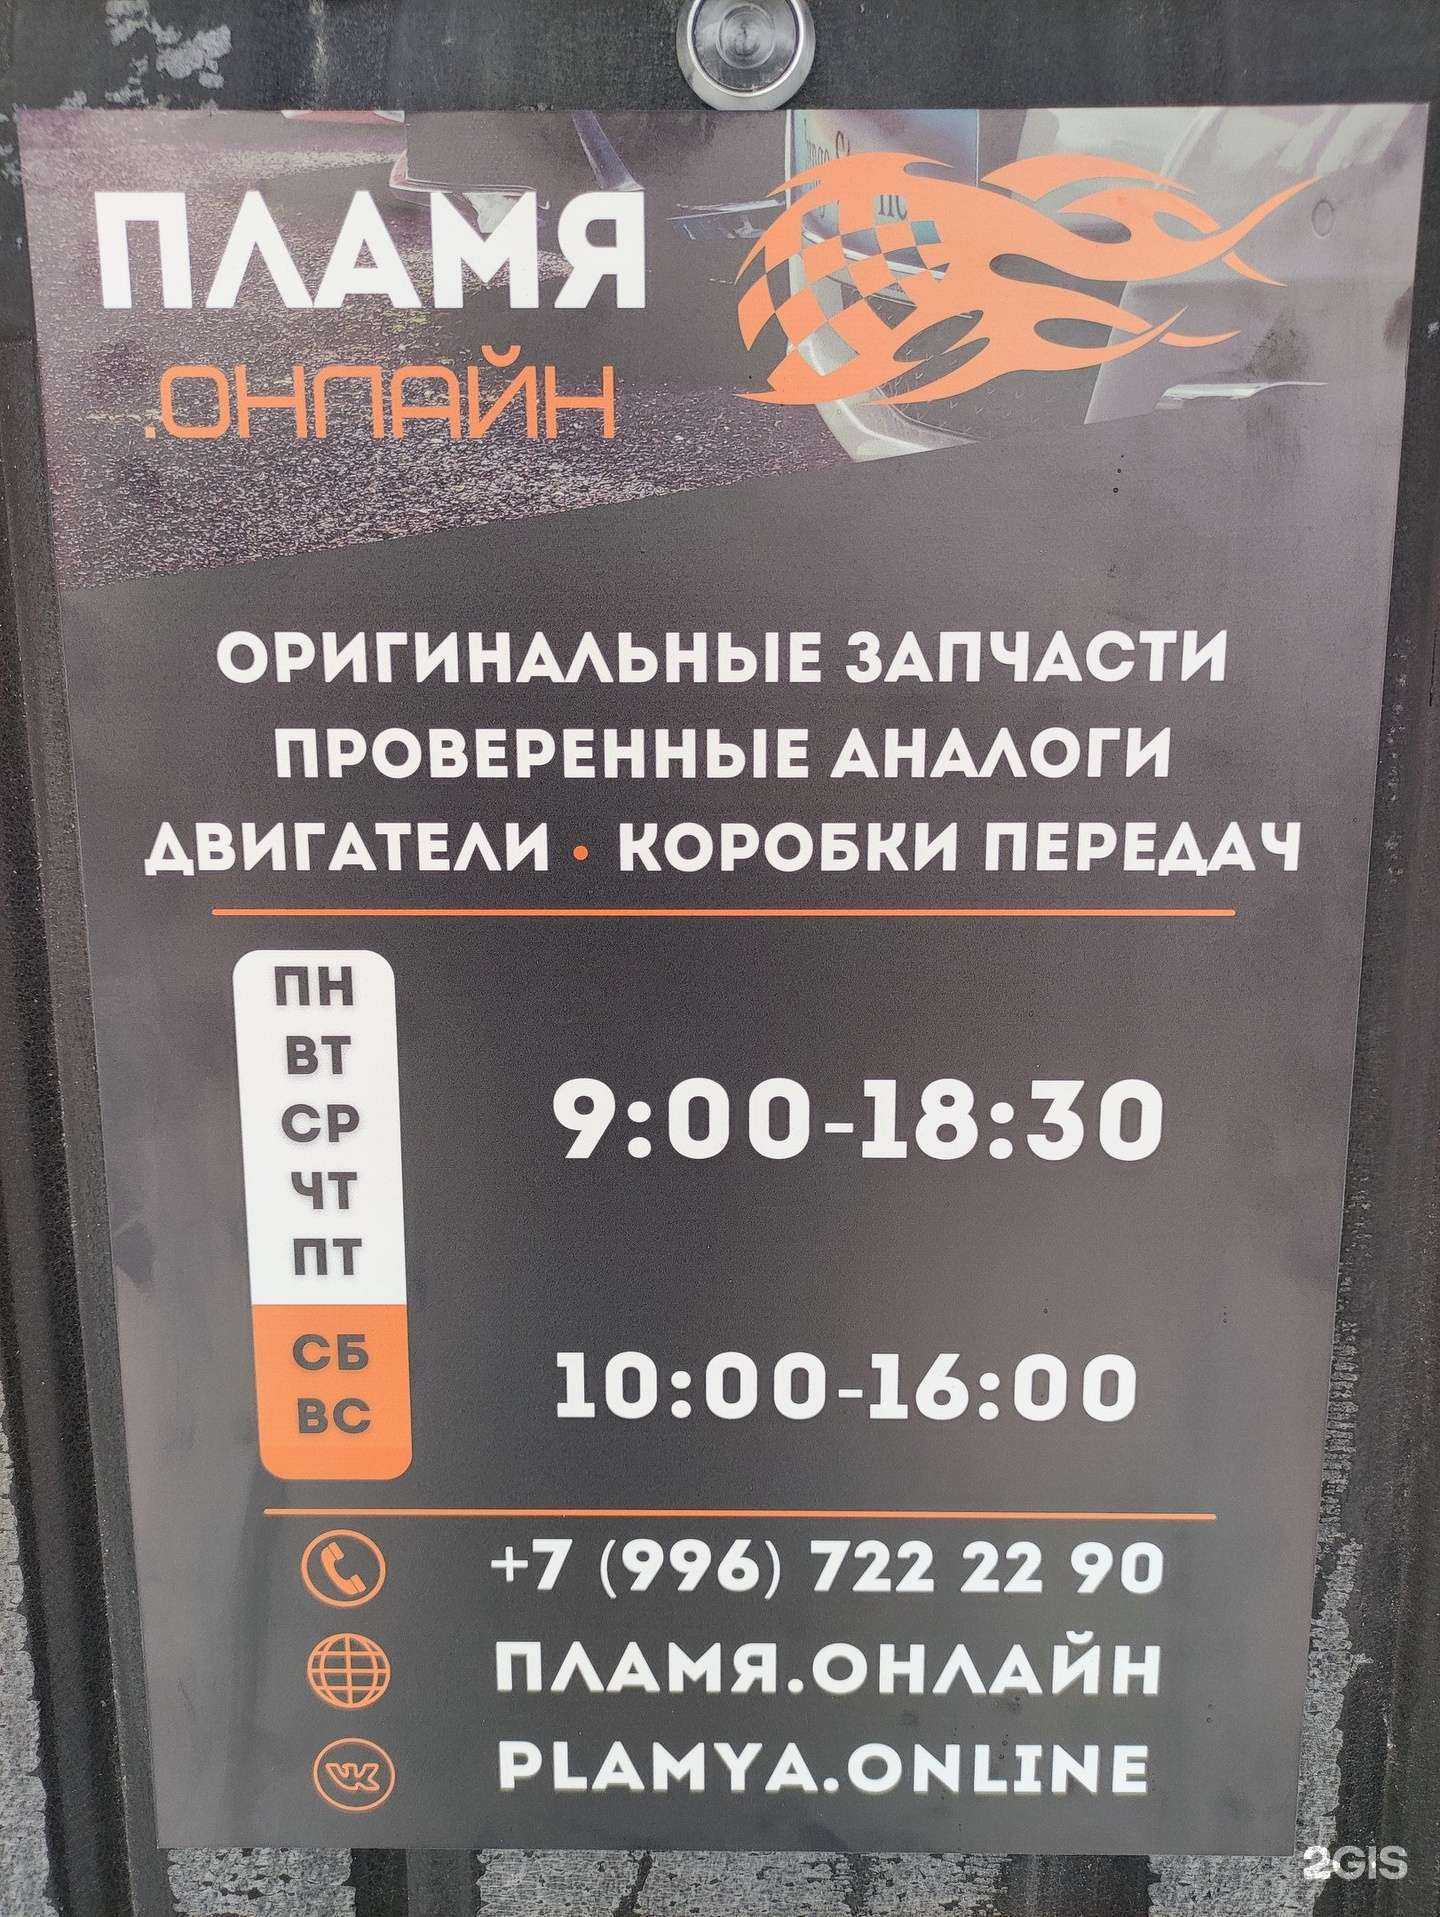 ПЛАМЯ
.ОНЛАЙН
ОРИГИНАЛЬНЫЕ ЗАПЧАСТИ
ПРОВЕРЕННЫЕ АНАЛОГИ
ДВИГАТЕЛИ • КОРОБКИ ПЕРЕДАЧ
ПН
ВТ
СР
ЧТ
ПТ
9:00-18:30
СБ
ВС
10:00-16:00
+7 (996) 722 22 90
ПЛАМЯ.ОНЛАЙН
VK
PLAMYA.ONLINE
2GIS